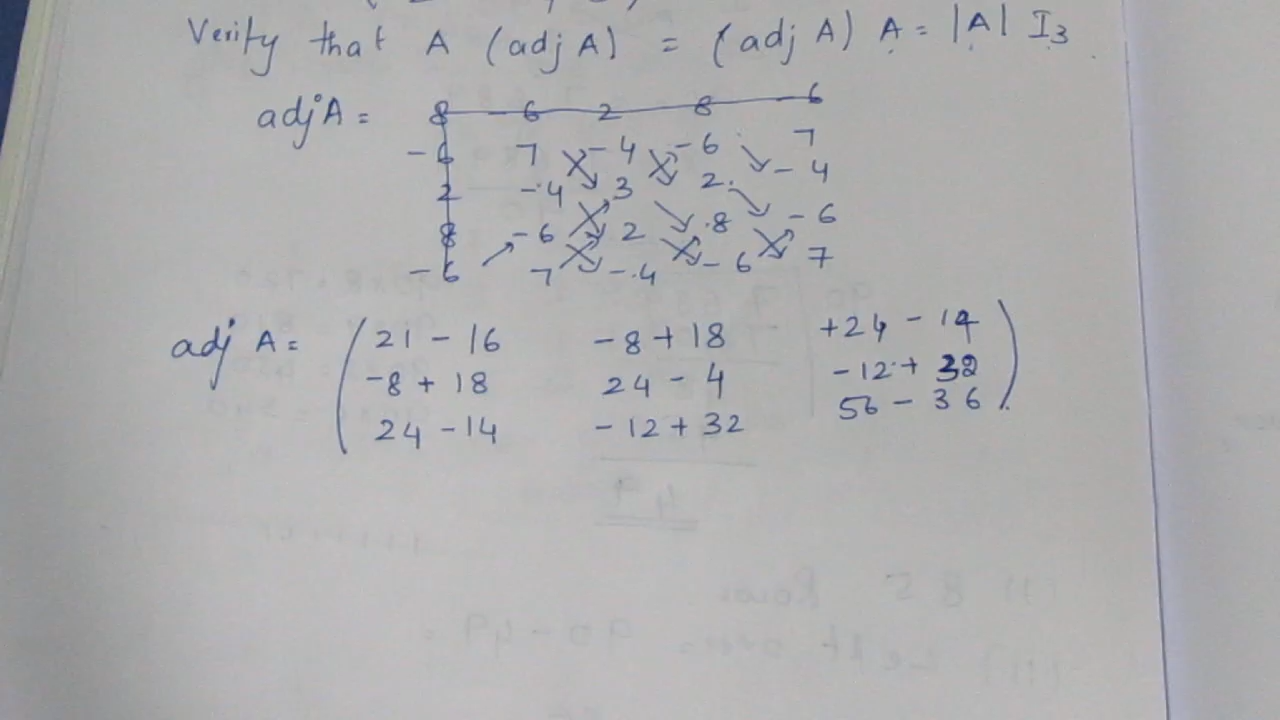 Verify that A (adj A) = (adj A) A = |A| I₃
adj A = 8 -6 2 8 -6
-6 7 -4 -6 7
2 -4 3 2 -4
8 -6 2 8 -6
-6 7 -4 -6 7
adj A = ( 21 - 16 -8 + 18 +24 - 14
-8 + 18 24 - 4 -12 + 32
24 - 14 -12 + 32 56 - 36 )